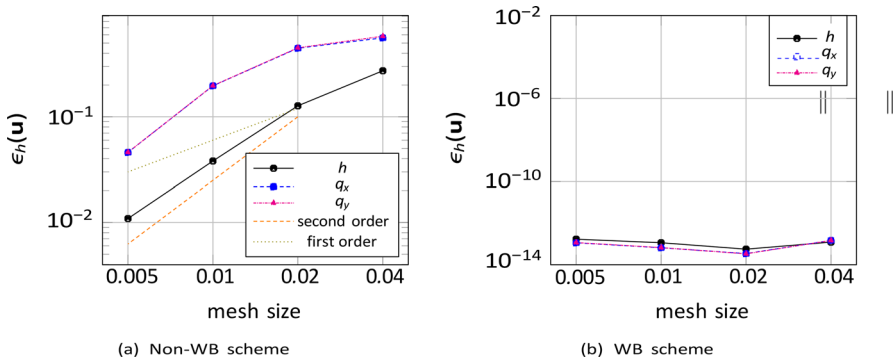 10⁻¹
10⁻²
ϵₕ(𝐮)
0.005 0.01 0.02 0.04
mesh size
h
qₓ
q_y
second order
first order
(a) Non-WB scheme
10⁻²
10⁻⁶
10⁻¹⁰
10⁻¹⁴
ϵₕ(𝐮)
0.005 0.01 0.02 0.04
mesh size
h
qₓ
q_y
|| ||
(b) WB scheme